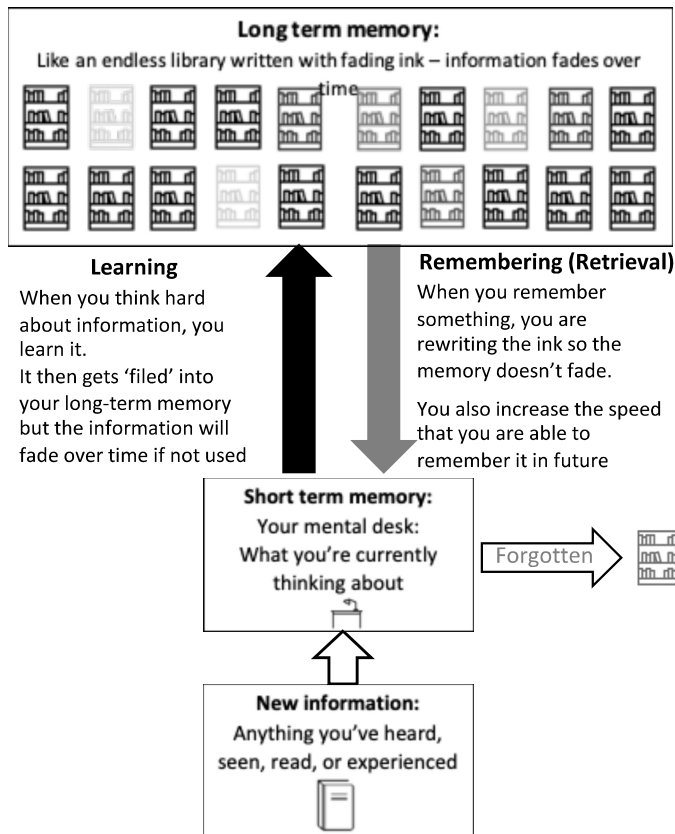 Long term memory:
Like an endless library written with fading ink – information fades over
time
Learning
When you think hard
about information, you
learn it.
It then gets ‘filed’ into
your long-term memory
but the information will
fade over time if not used
Remembering (Retrieval)
When you remember
something, you are
rewriting the ink so the
memory doesn’t fade.
You also increase the speed
that you are able to
remember it in future
Short term memory:
Your mental desk:
What you’re currently
thinking about
Forgotten
New information:
Anything you’ve heard,
seen, read, or experienced